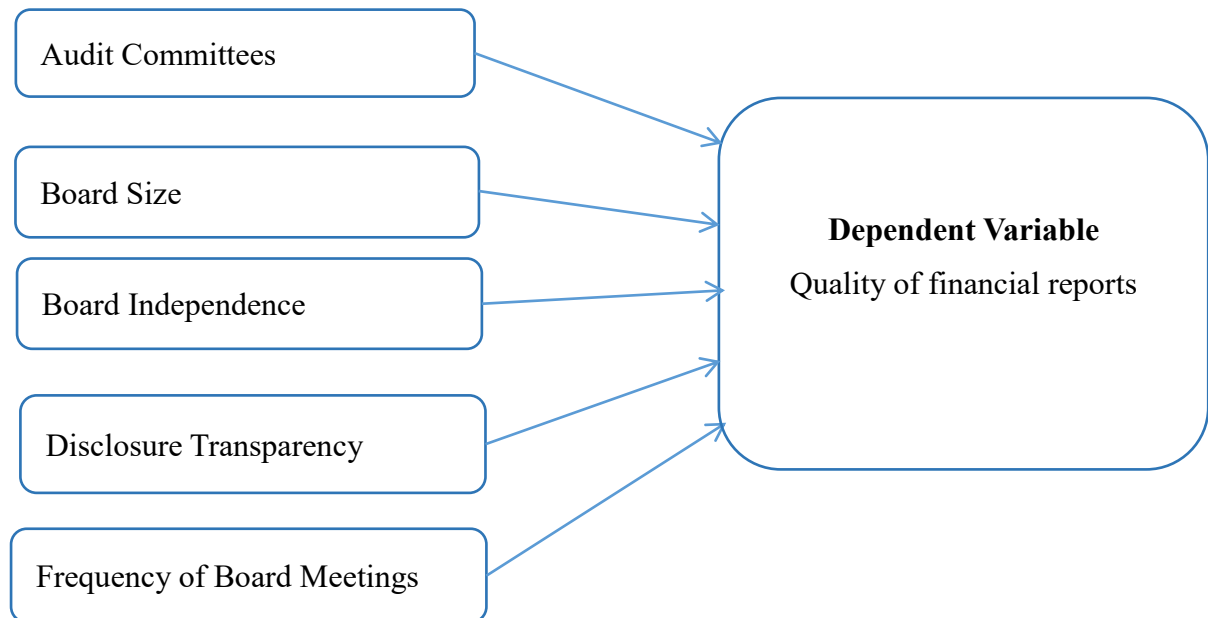 Audit Committees
Board Size
Board Independence
Disclosure Transparency
Frequency of Board Meetings
Dependent Variable
Quality of financial reports